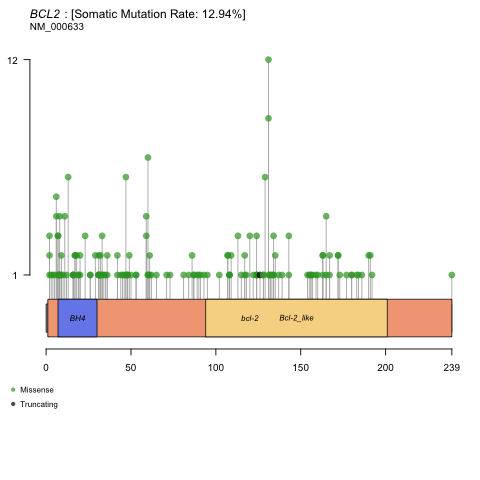 BCL2 : [Somatic Mutation Rate: 12.94%]
NM_000633
12
1
BH4 bcl-2 Bcl-2_like
0 50 100 150 200 239
Missense
Truncating